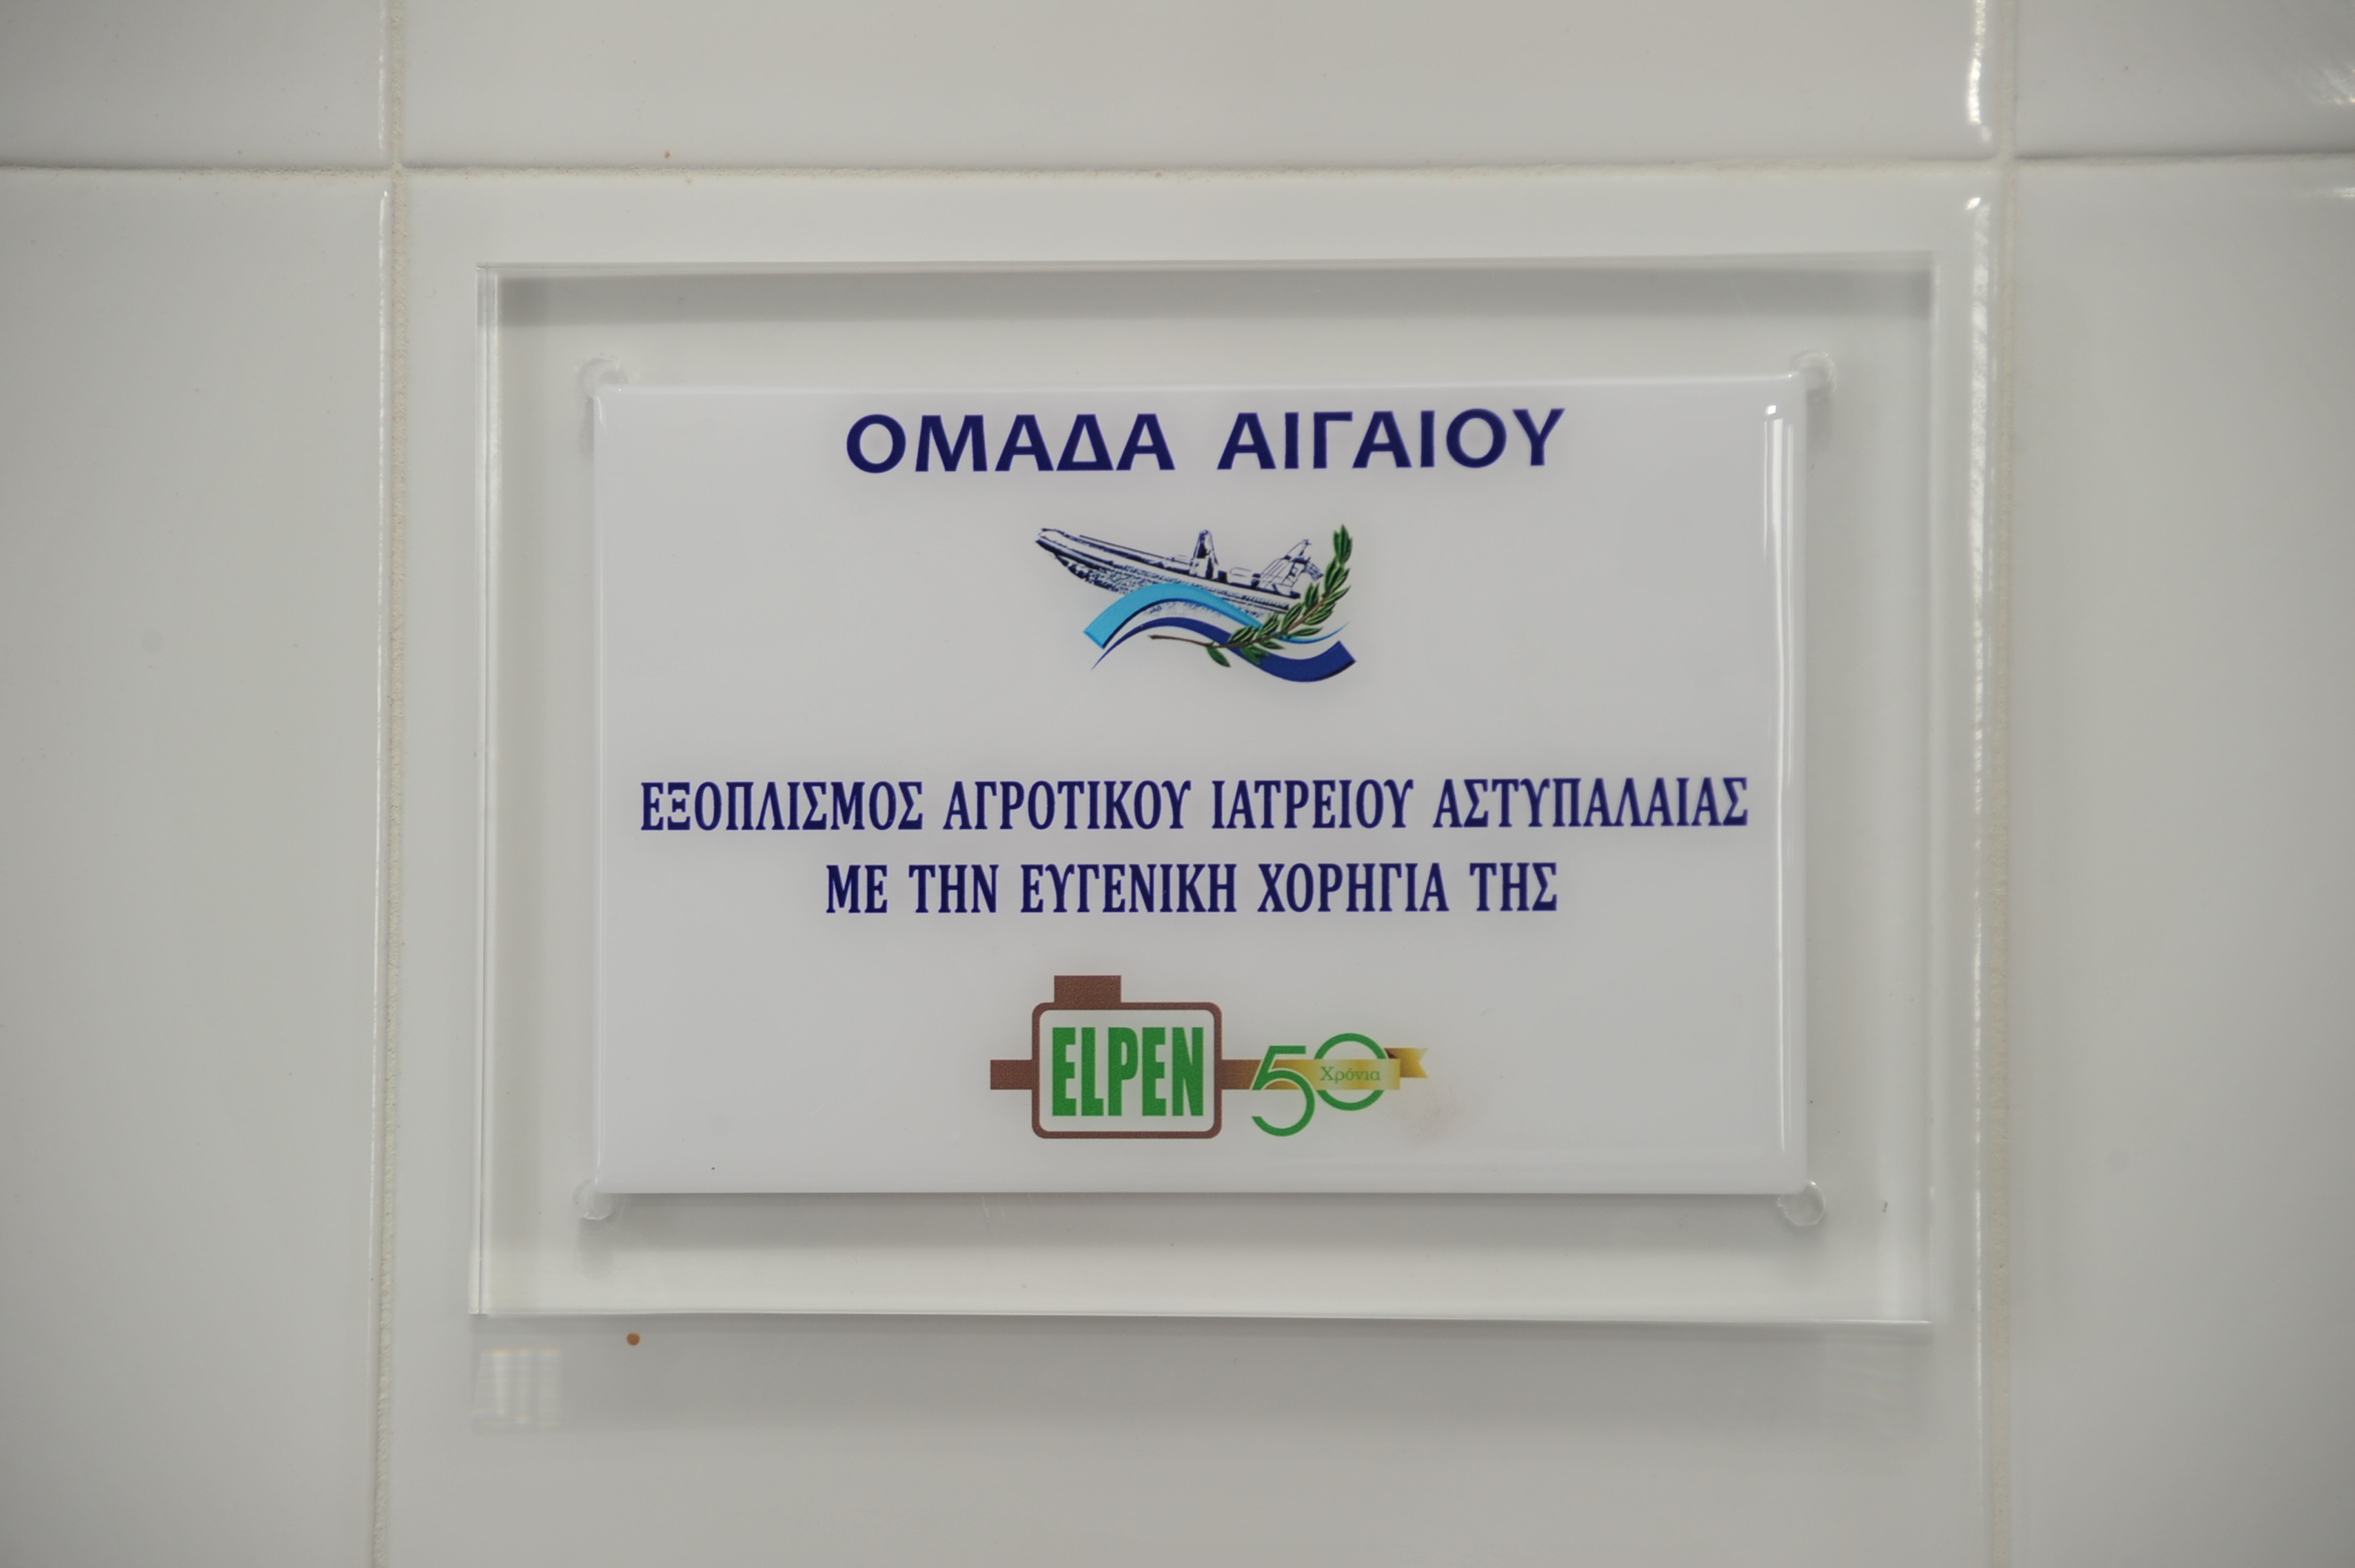 ΟΜΑΔΑ ΑΙΓΑΙΟΥ
ΕΞΟΠΛΙΣΜΟΣ ΑΓΡΟΤΙΚΟΥ ΙΑΤΡΕΙΟΥ ΑΣΤΥΠΑΛΑΙΑΣ
ΜΕ ΤΗΝ ΕΥΓΕΝΙΚΗ ΧΟΡΗΓΙΑ ΤΗΣ
ELPEN 50 Χρόνια